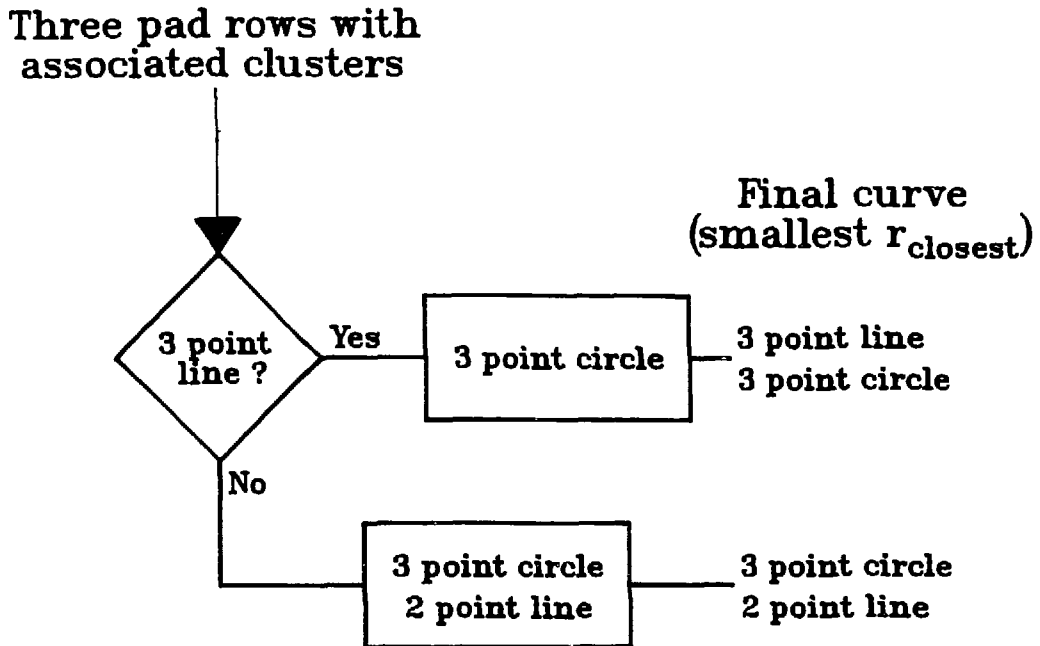 Three pad rows with
associated clusters
Final curve
(smallest r_closest)
3 point
line ?
Yes
3 point circle
3 point line
3 point circle
No
3 point circle
2 point line
3 point circle
2 point line